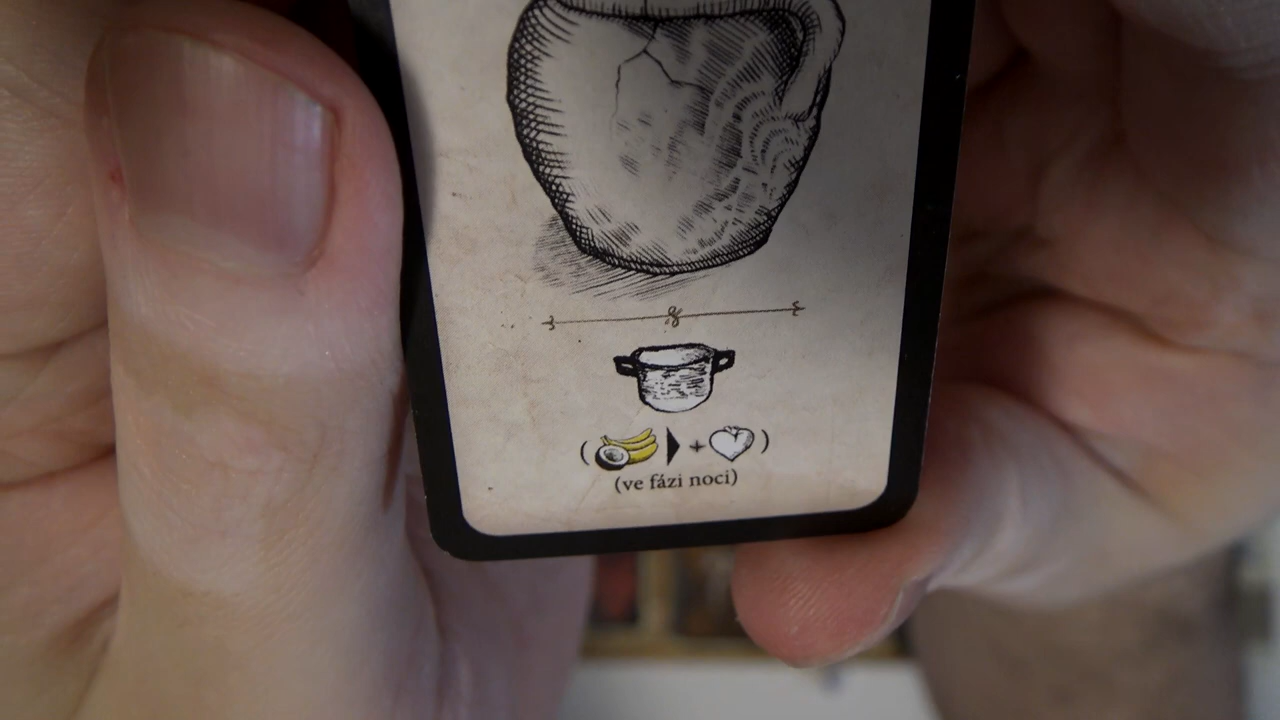 ( + )
(ve fázi noci)